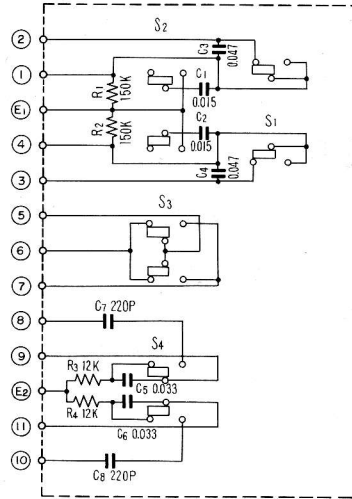 2
S2
C3
0.047
1
R1
150K
C1
0.015
E1
R2
150K
C2
0.015
S1
4
C4
0.047
3
5
S3
6
7
8
C7 220P
9
S4
R3 12K
C5 0.033
E2
R4 12K
C6 0.033
11
10
C8 220P